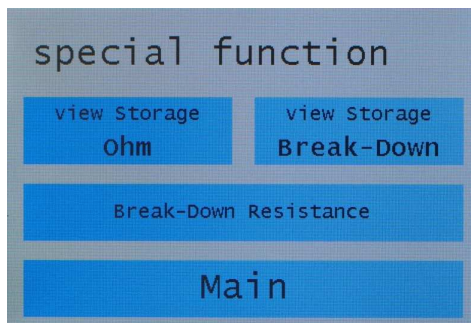 special function
view Storage
Ohm
view Storage
Break-Down
Break-Down Resistance
Main